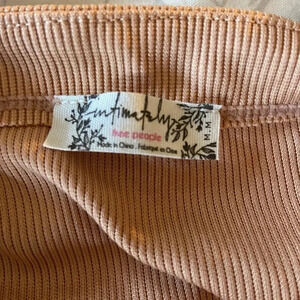 intimately
free people
Made in China . Fabriqué en Chine
M M